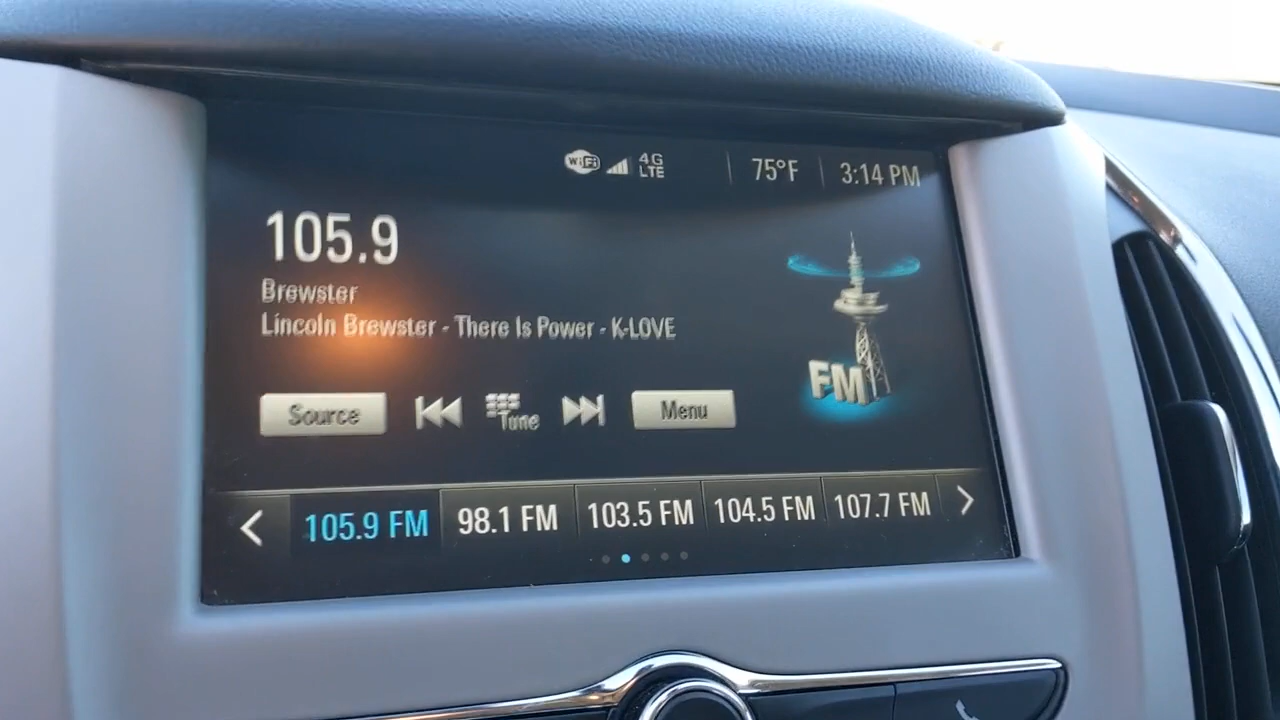 WiFi 4G LTE 75°F 3:14 PM
105.9
Brewster
Lincoln Brewster - There Is Power - K-LOVE
FM
Source Tune Menu
105.9 FM 98.1 FM 103.5 FM 104.5 FM 107.7 FM